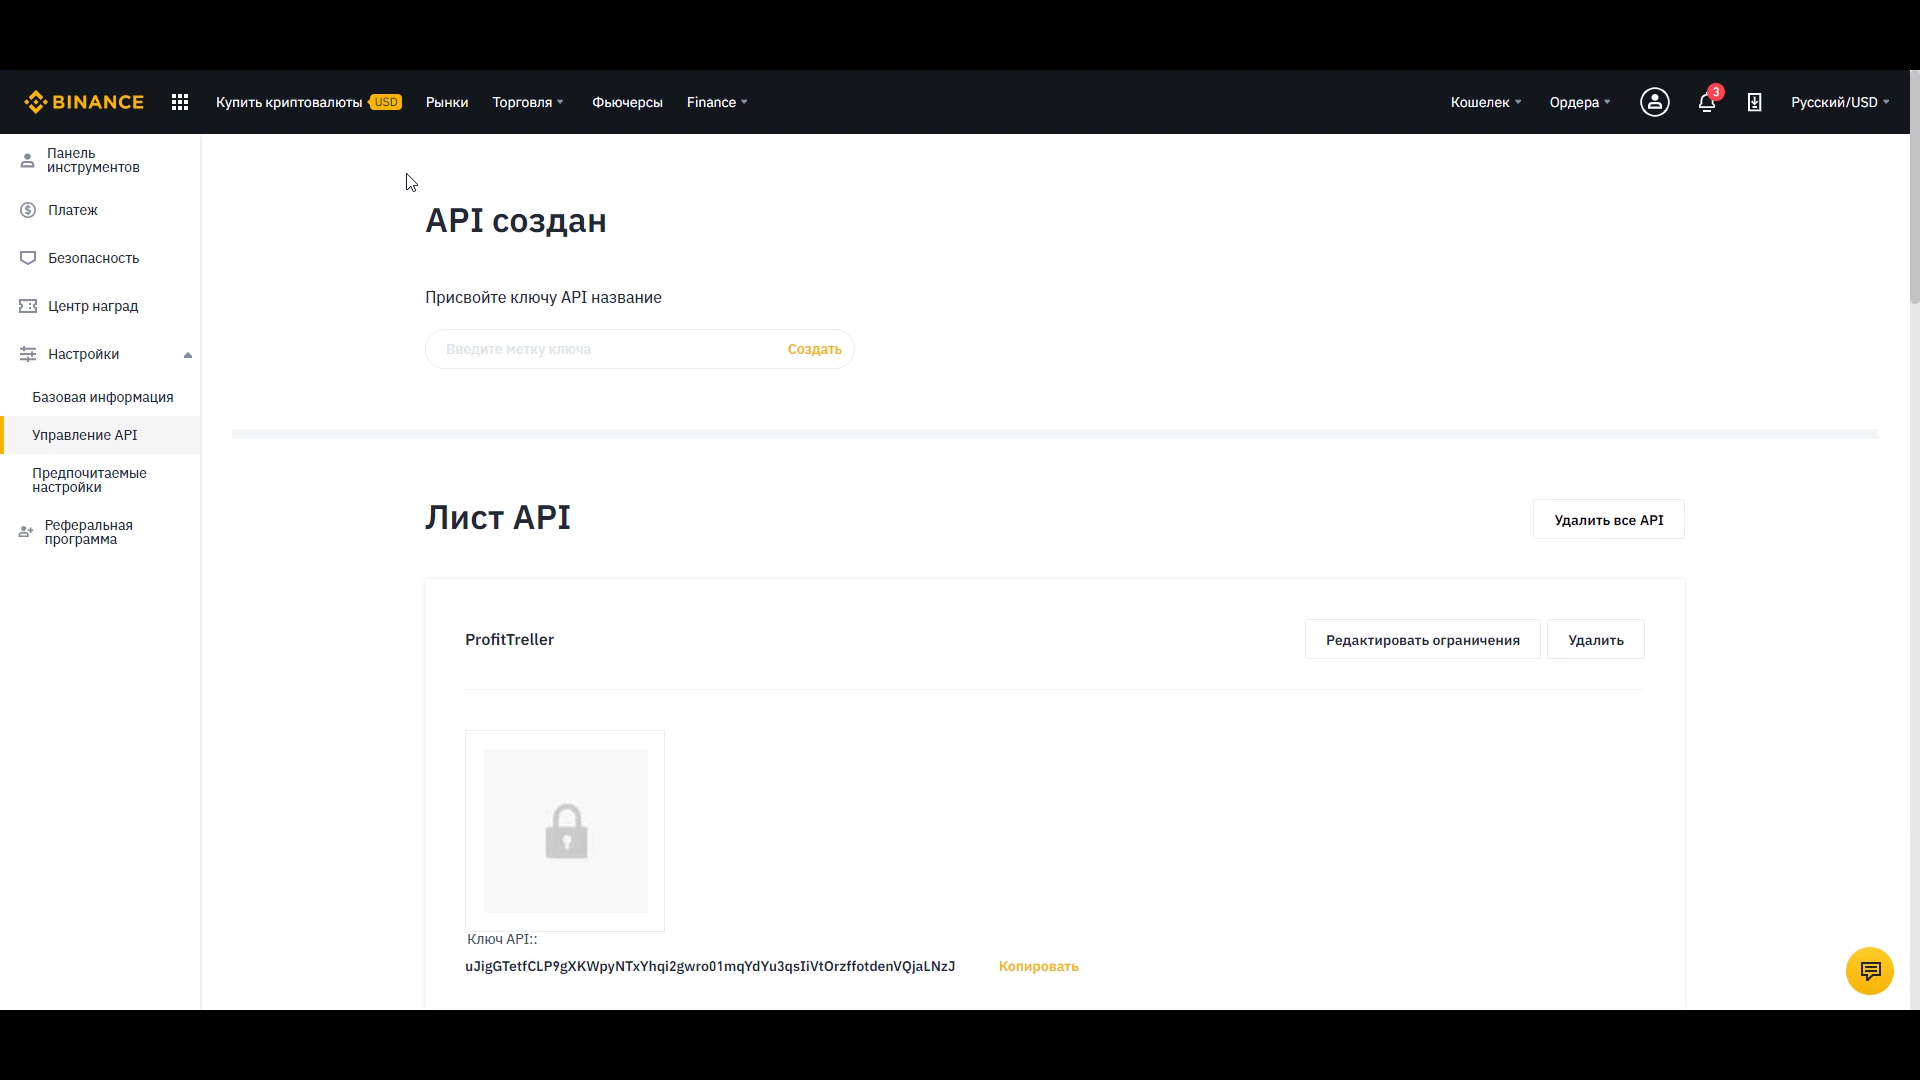 BINANCE
Купить криптовалюты USD
Рынки
Торговля
Фьючерсы
Finance
Кошелек
Ордера
3
Русский/USD
Панель
инструментов
Платеж
Безопасность
Центр наград
Настройки
Базовая информация
Управление API
Предпочитаемые
настройки
Реферальная
программа
API создан
Присвойте ключу API название
Введите метку ключа
Создать
Лист API
Удалить все API
ProfitTreller
Редактировать ограничения
Удалить
Ключ API::
uJigGTetfCLP9gXKWpyNTxYhqi2gwro01mqYdYu3qsIiVtOrzffotdenVQjaLNzJ
Копировать